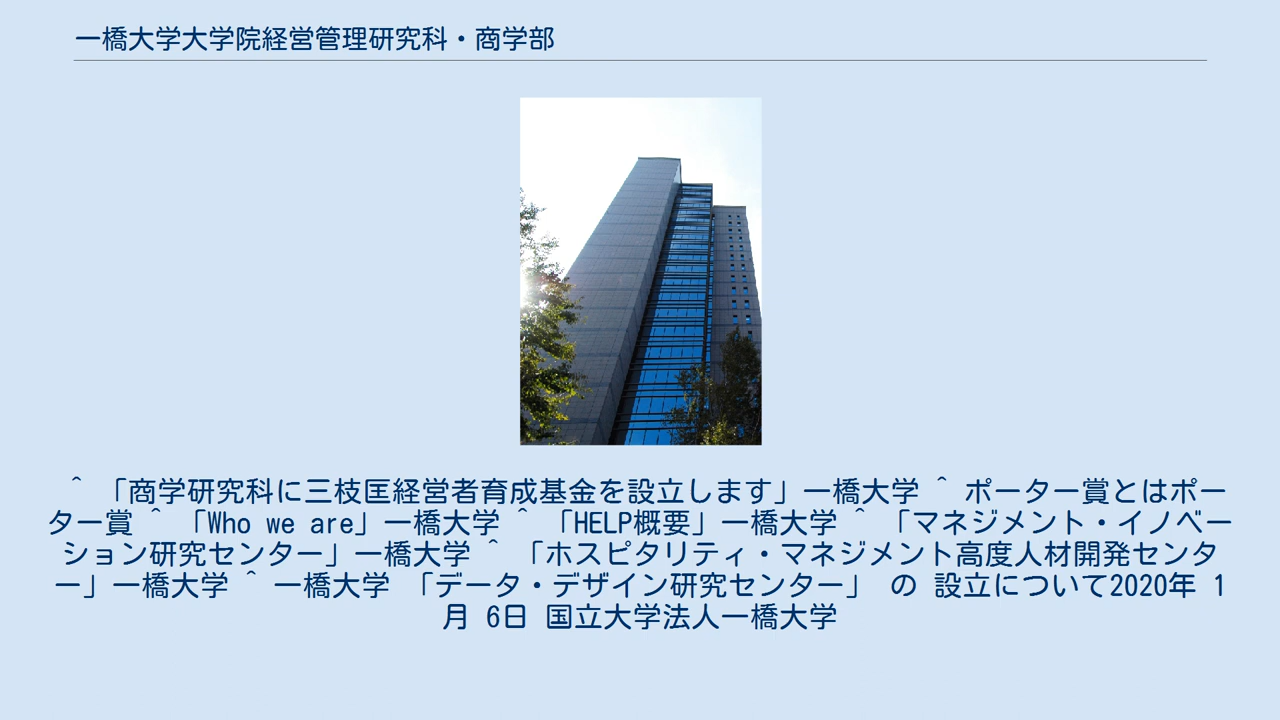 一橋大学大学院経営管理研究科・商学部
^ 「商学研究科に三枝匡経営者育成基金を設立します」一橋大学 ^ ポーター賞とはポー
ター賞 ^ 「Who we are」一橋大学 ^ 「HELP概要」一橋大学 ^ 「マネジメント・イノベー
ション研究センター」一橋大学 ^ 「ホスピタリティ・マネジメント高度人材開発センタ
ー」一橋大学 ^ 一橋大学 「データ・デザイン研究センター」 の 設立について2020年 1
月 6日 国立大学法人一橋大学